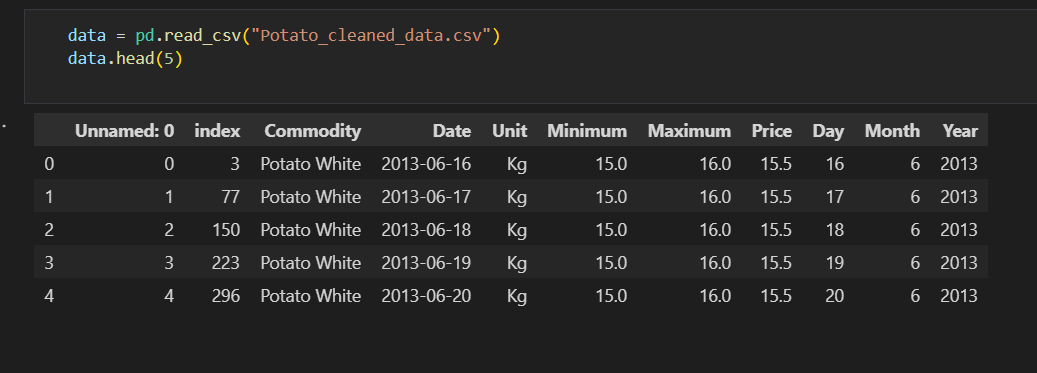 data = pd.read_csv("Potato_cleaned_data.csv")
data.head(5)
Unnamed: 0 index Commodity Date Unit Minimum Maximum Price Day Month Year
0 0 3 Potato White 2013-06-16 Kg 15.0 16.0 15.5 16 6 2013
1 1 77 Potato White 2013-06-17 Kg 15.0 16.0 15.5 17 6 2013
2 2 150 Potato White 2013-06-18 Kg 15.0 16.0 15.5 18 6 2013
3 3 223 Potato White 2013-06-19 Kg 15.0 16.0 15.5 19 6 2013
4 4 296 Potato White 2013-06-20 Kg 15.0 16.0 15.5 20 6 2013